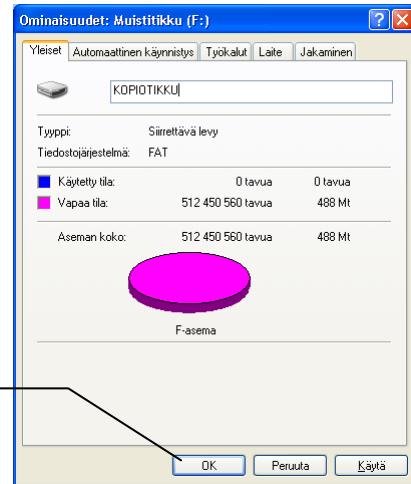 Ominaisuudet: Muistitikku (F:)
Yleiset Automaattinen käynnistys Työkalut Laite Jakaminen
KOPIOTIKKU
Tyyppi: Siirrettävä levy
Tiedostojärjestelmä: FAT
Käytetty tila: 0 tavua 0 tavua
Vapaa tila: 512 450 560 tavua 488 Mt
Aseman koko: 512 450 560 tavua 488 Mt
F-asema
OK Peruuta Käytä